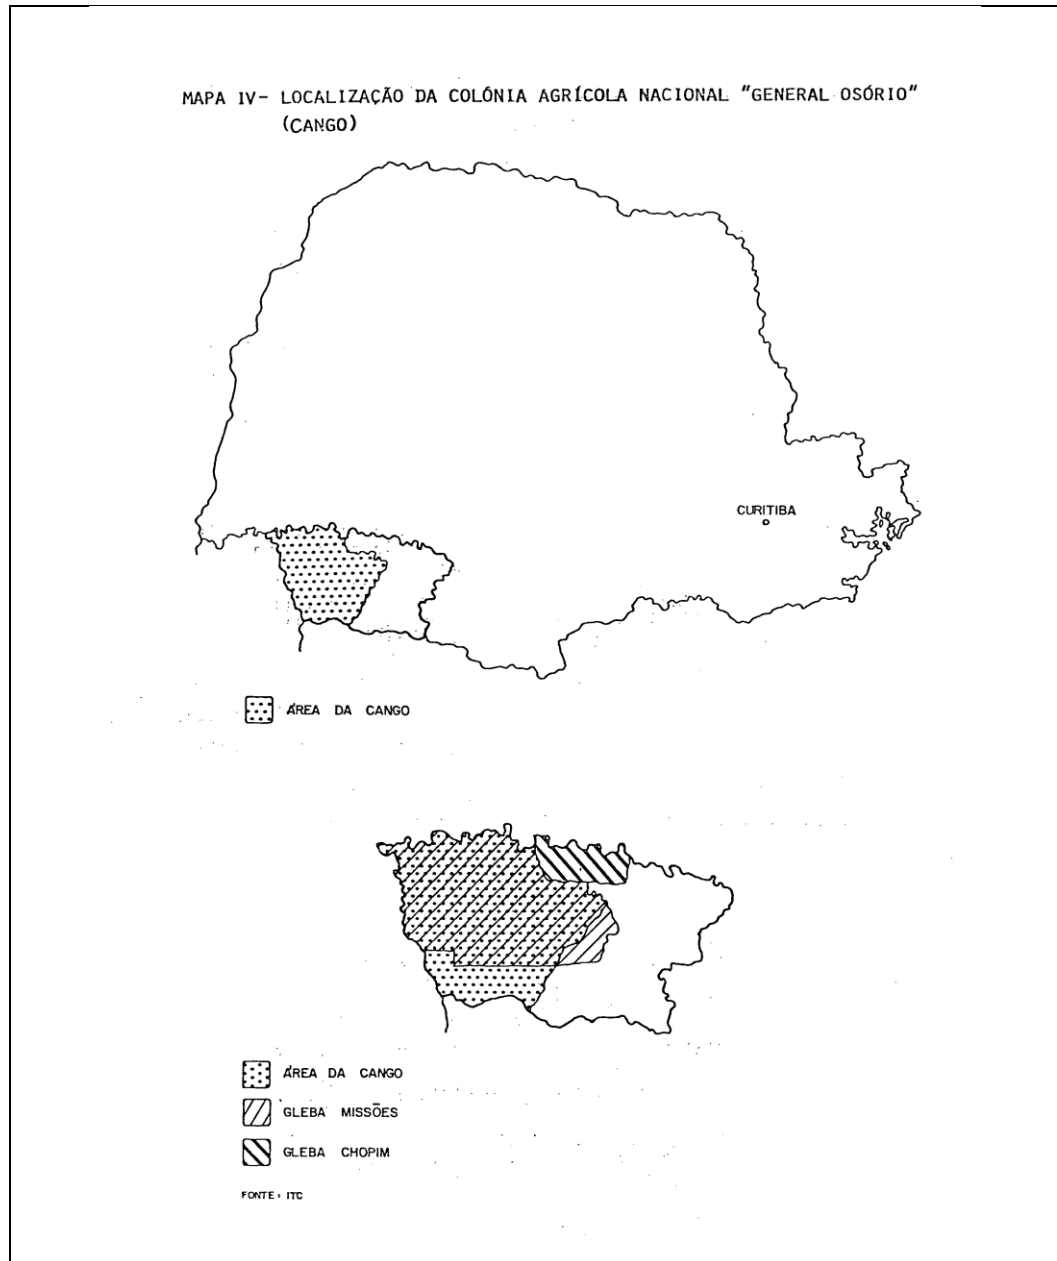 MAPA IV- LOCALIZAÇÃO DA COLÔNIA AGRÍCOLA NACIONAL "GENERAL OSÓRIO"
(CANGO)
CURITIBA
ÁREA DA CANGO
ÁREA DA CANGO
GLEBA MISSÕES
GLEBA CHOPIM
FONTE: ITC